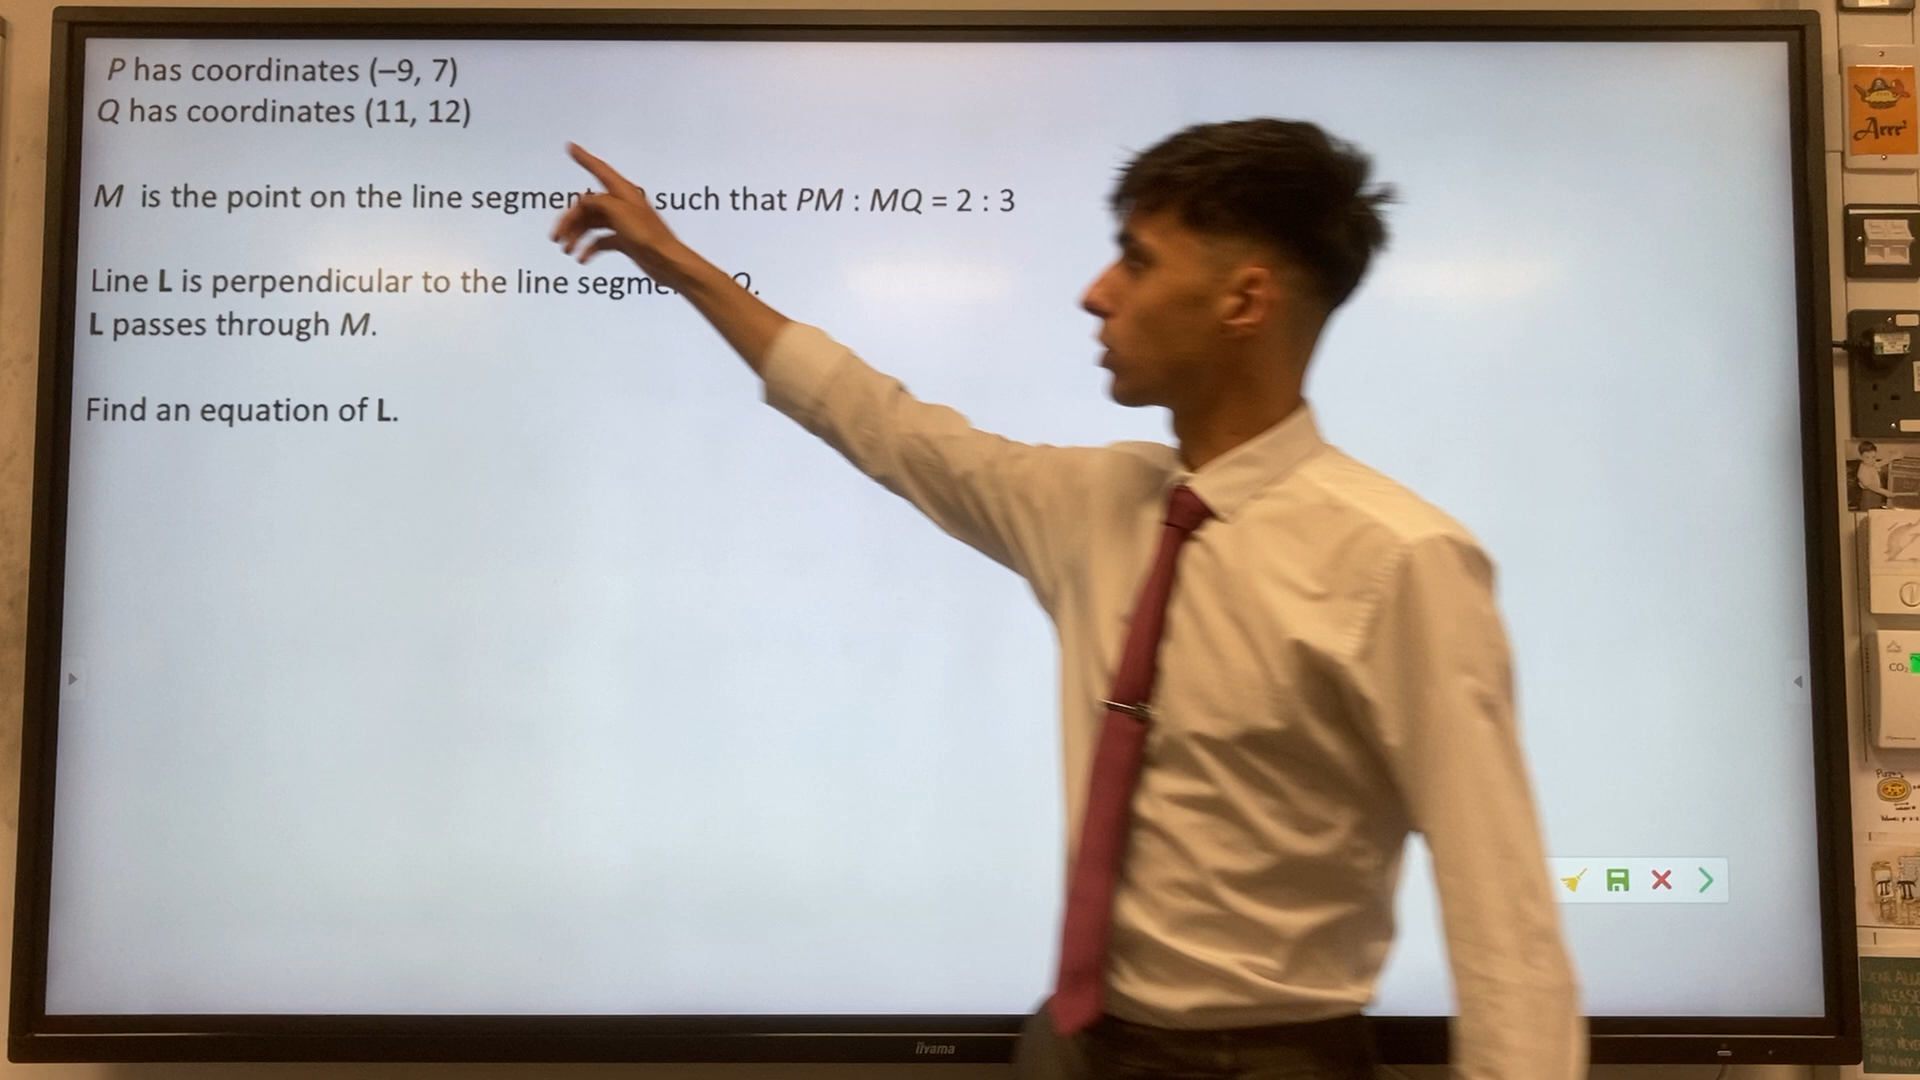 P has coordinates (–9, 7)
Q has coordinates (11, 12)
M is the point on the line segment such that PM : MQ = 2 : 3
Line L is perpendicular to the line Q.
L passes through M.
Find an equation of L.
iiyama
Arrr
CO₂